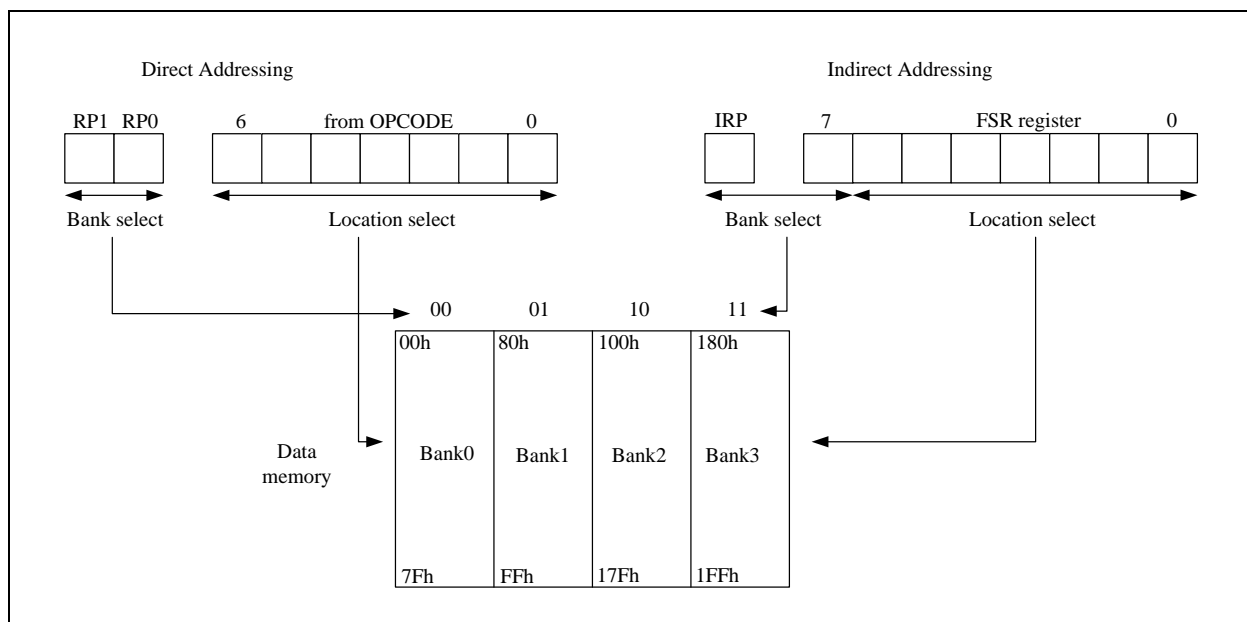 Direct Addressing
Indirect Addressing
RP1 RP0 6 from OPCODE 0
IRP 7 FSR register 0
Bank select Location select
Bank select Location select
00 01 10 11
00h 80h 100h 180h
Data
memory
Bank0 Bank1 Bank2 Bank3
7Fh FFh 17Fh 1FFh